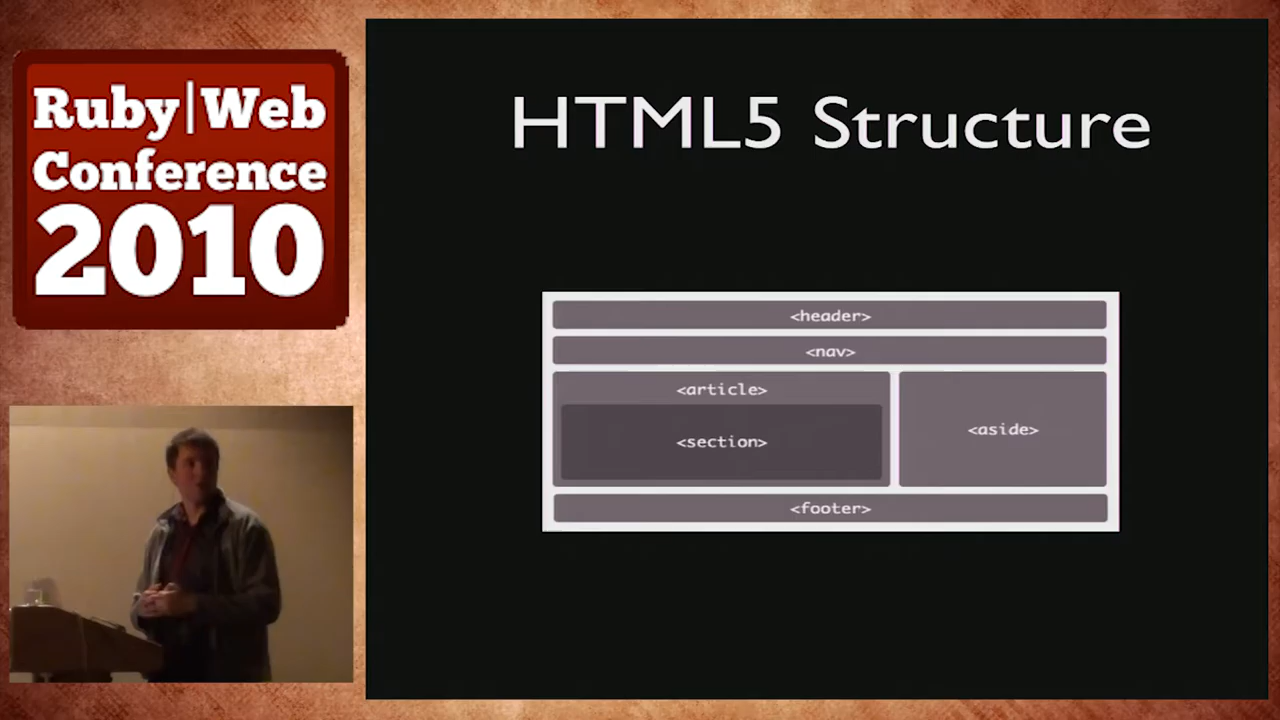 Ruby|Web
Conference
2010
HTML5 Structure
<header>
<nav>
<article>
<section>
<aside>
<footer>